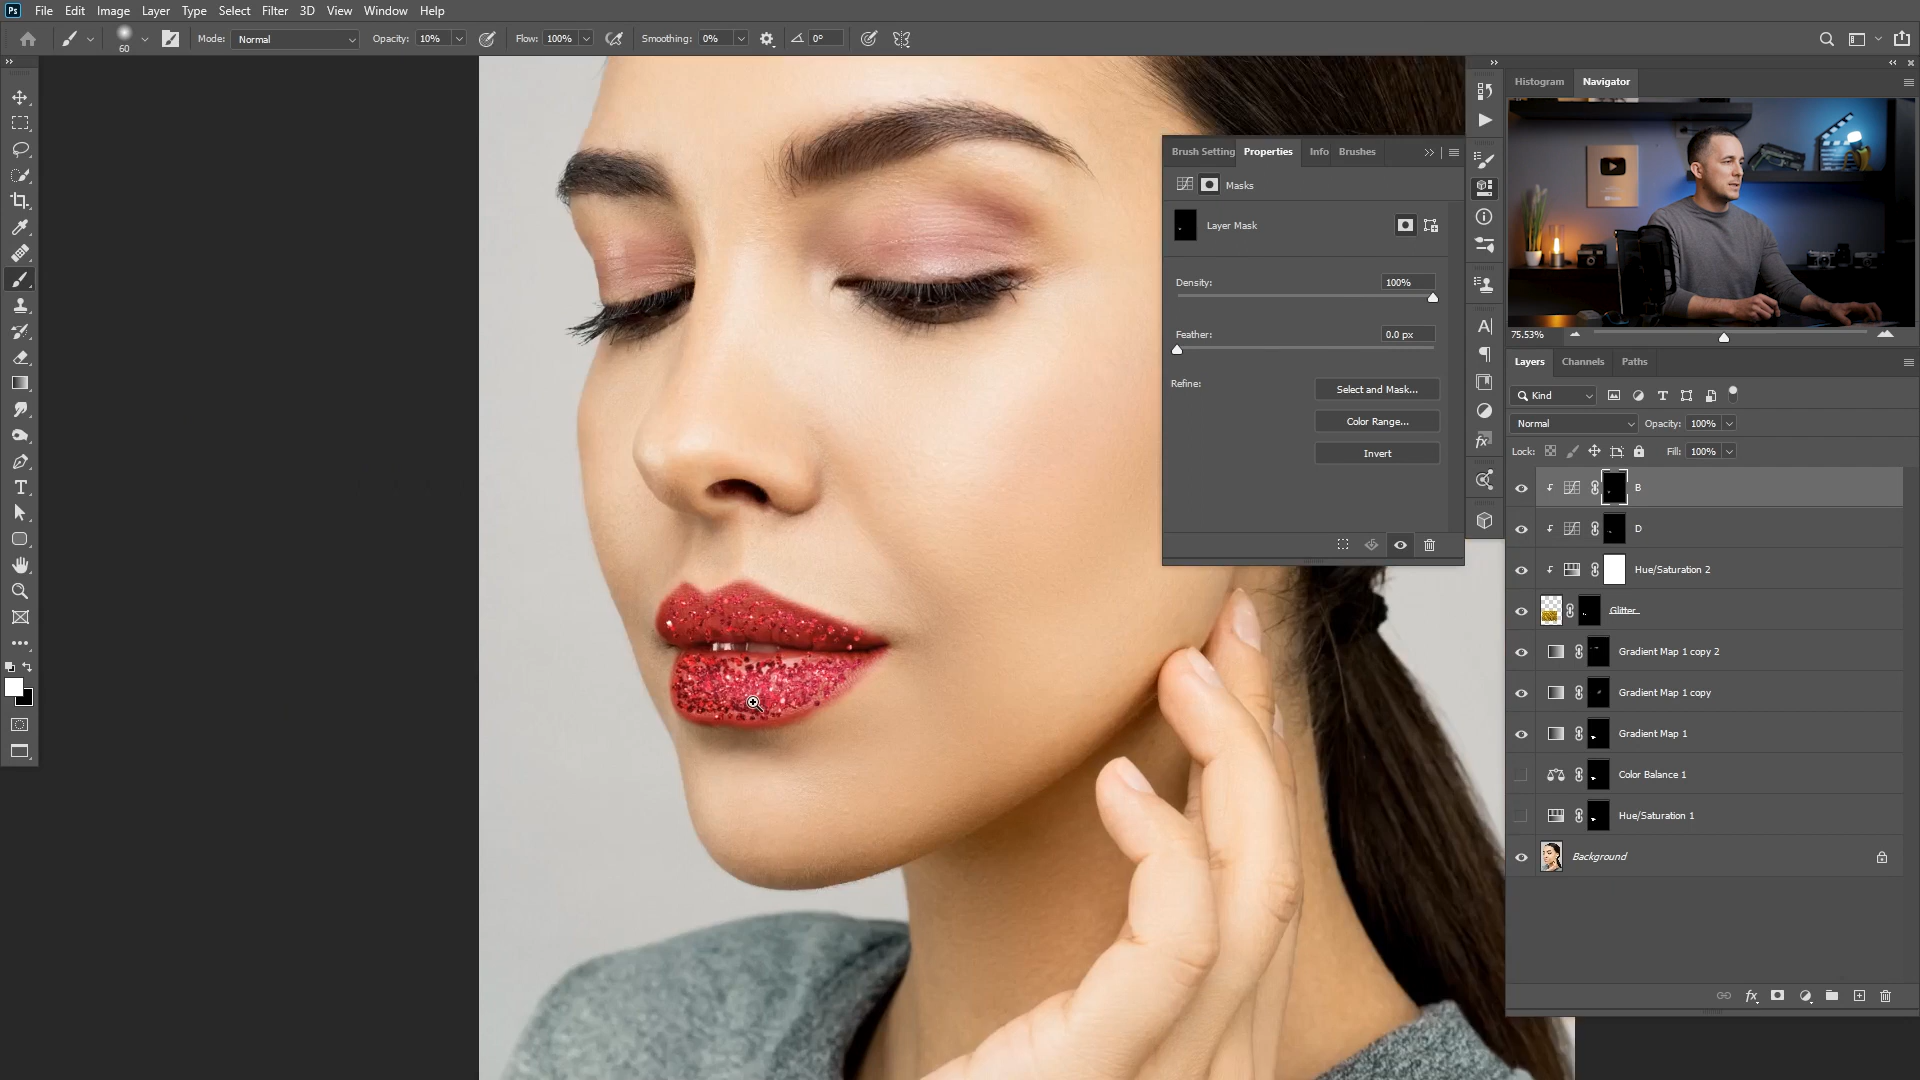 Ps File Edit Image Layer Type Select Filter 3D View Window Help
60 Mode: Normal Opacity: 10% Flow: 100% Smoothing: 0% 0°
Histogram Navigator
Brush Setting Properties Info Brushes
Masks
Layer Mask
Density: 100%
Feather: 0.0 px
Refine: Select and Mask...
Color Range...
Invert
75.53%
Layers Channels Paths
Kind
Normal Opacity: 100%
Lock: Fill: 100%
B
D
Hue/Saturation 2
Glitter
Gradient Map 1 copy 2
Gradient Map 1 copy
Gradient Map 1
Color Balance 1
Hue/Saturation 1
Background